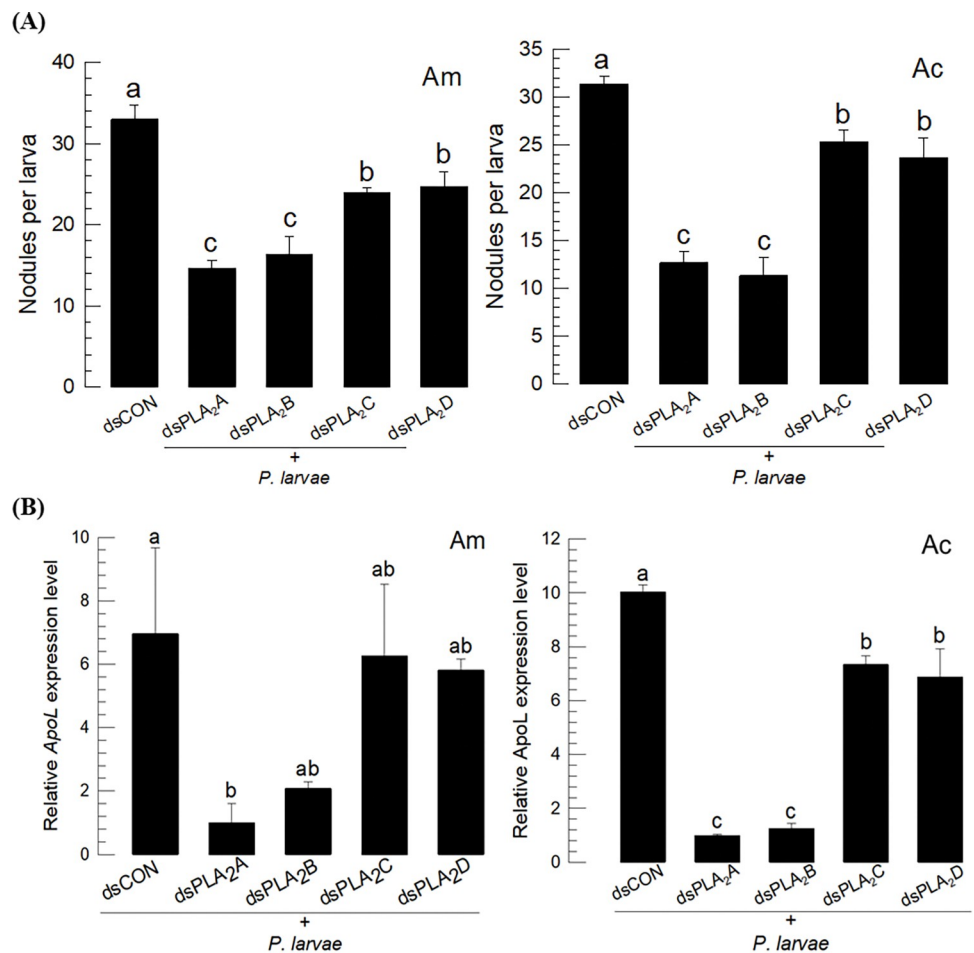 (A)
Am
Nodules per larva
40
30
20
10
0
a
c
c
b
b
dsCON
dsPLA₂A
dsPLA₂B
dsPLA₂C
dsPLA₂D
+
P. larvae
Ac
Nodules per larva
35
30
25
20
15
10
5
0
a
c
c
b
b
dsCON
dsPLA₂A
dsPLA₂B
dsPLA₂C
dsPLA₂D
+
P. larvae
(B)
Am
Relative ApoL expression level
10
8
6
4
2
0
a
b
ab
ab
ab
dsCON
dsPLA2A
dsPLA2B
dsPLA2C
dsPLA2D
+
P. larvae
Ac
Relative ApoL expression level
12
10
8
6
4
2
0
a
c
c
b
b
dsCON
dsPLA₂A
dsPLA₂B
dsPLA₂C
dsPLA₂D
+
P. larvae